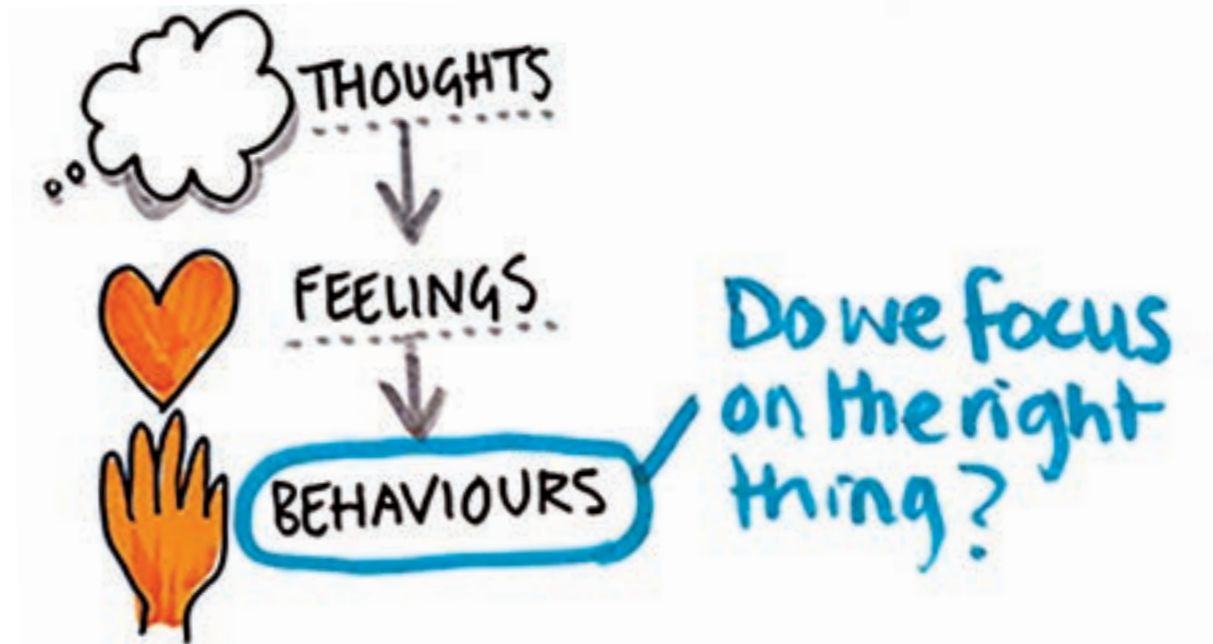 THOUGHTS
FEELINGS
BEHAVIOURS
Do we focus
on the right
thing?